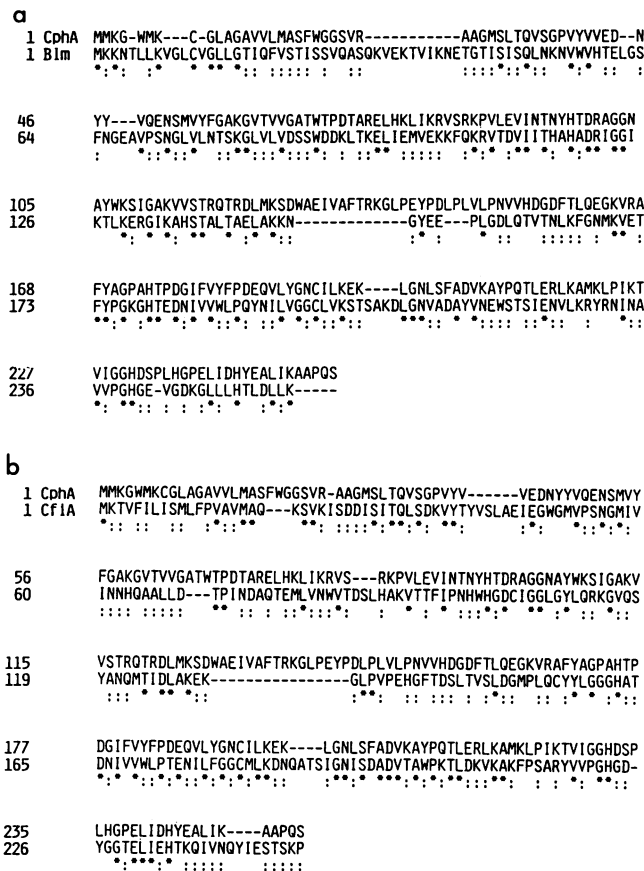 a
1 CphA MMKG-WMK---C-GLAGAVVLMASFWGGSVR------------AAGMSLTQVSGPVYVVED--N
1 Blm MKKNTLLKVGLCVGLLGTIQFVSTISSVQASQKVEKTVIKNETGTISISQLNKNVWVHTELGS
46 YY---VQENSMVYFGAKGVTVVGATWTPDTARELHKLIKRVSRKPVLEVINTNYHTDRAGGN
64 FNGEAVPSNGLVLNTSKGLVLVDSSWDDKLTKELIEMVEKKFQKRVTDVIITHAHADRIGGI
105 AYWKSIGAKVVSTRQTRDLMKSDWAEIVAFTRKGLPEYPDLPLVLPNVVHDGDFTLQEGKVRA
126 KTLKERGIKAHSTALTAELAKKN------------GYEE---PLGDLQTVTNLKFGNMKVET
168 FYAGPAHTPDGIFVYFPDEQVLYGNCILKEK----LGNLSFADVKAYPQTLERLKAMKLPIKT
173 FYPGKGHTEDNIVVWLPQYNILVGGCLVKSTSAKDLGNVADAYVNEWSTSIENVLKRYRNINA
227 VIGGHDSPLHGPELIDHYEALIKAAPQS
236 VVPGHGE-VGDKGLLLHTLDLLK-----
b
1 CphA MMKGWMKCGLAGAVVLMASFWGGSVR-AAGMSLTQVSGPVYV------VEDNYYVQENSMVY
1 CfiA MKTVFILISMLFPVAVMAQ---KSVKISDDISITQLSDKVYTYVSLAEIEGWGMVPSNGMIV
56 FGAKGVTVVGATWTPDTARELHKLIKRVS---RKPVLEVINTNYHTDRAGGNAYWKSIGAKV
60 INNHQAALLD---TPINDAQTEMLVNWVTDSLHAKVTTFIPNHWHGDCIGGLGYLQRKGVQS
115 VSTRQTRDLMKSDWAEIVAFTRKGLPEYPDLPLVLPNVVHDGDFTLQEGKVRAFYAGPAHTP
119 YANQMTIDLAKEK----------------GLPVPEHGFTDSLTVSLDGMPLQCYYLGGGHAT
177 DGIFVYFPDEQVLYGNCILKEK----LGNLSFADVKAYPQTLERLKAMKLPIKTVIGGHDSP
165 DNIVVWLPTENILFGGCMLKDNQATSIGNISDADVTAWPKTLDKVKAKFPSARYVVPGHGD-
235 LHGPELIDHYEALIK----AAPQS
226 YGGTELIEHTKQIVNQYIESTSKP